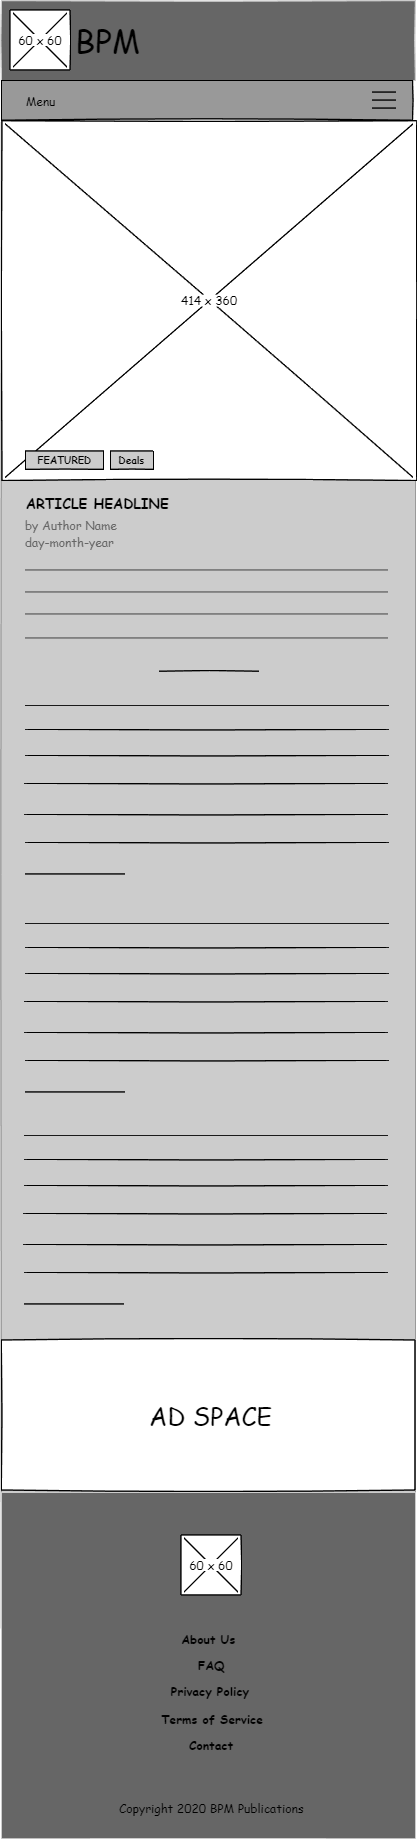 60 x 60 BPM
Menu
414 x 360
FEATURED Deals
ARTICLE HEADLINE
by Author Name
day-month-year
AD SPACE
60 x 60
About Us
FAQ
Privacy Policy
Terms of Service
Contact
Copyright 2020 BPM Publications